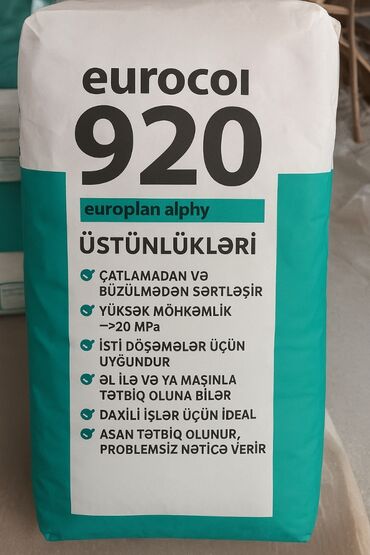 eurocol
920
europlan alphy
ÜSTÜNLÜKLƏRİ
ÇATLAMADAN VƏ
BÜZÜLMƏDƏN SƏRTLƏŞİR
YÜKSƏK MÖHKƏMLİK
—>20 MPa
İSTİ DÖŞƏMƏLƏR ÜÇÜN
UYĞUNDUR
ƏL İLƏ VƏ YA MAŞINLA
TƏTBİQ OLUNA BİLƏR
DAXİLİ İŞLƏR ÜÇÜN İDEAL
ASAN TƏTBİQ OLUNUR,
PROBLEMSİZ NƏTİCƏ VERİR